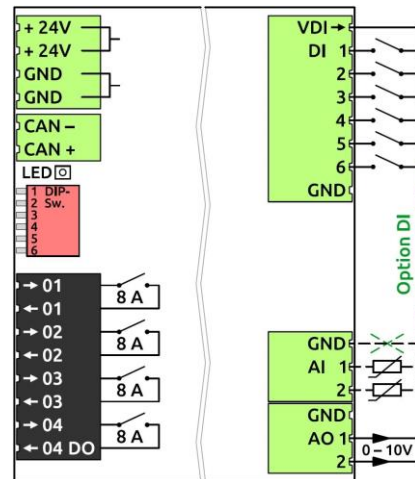 + 24V
+ 24V
GND
GND
CAN –
CAN +
LED
1 DIP-
2 Sw.
3
4
5
6
→ 01
← 01
8 A
→ 02
← 02
8 A
→ 03
← 03
8 A
→ 04
← 04 DO
8 A
VDI→
DI 1
2
3
4
5
6
GND
Option DI
GND
AI 1
2
GND
AO 1
2
0 – 10V